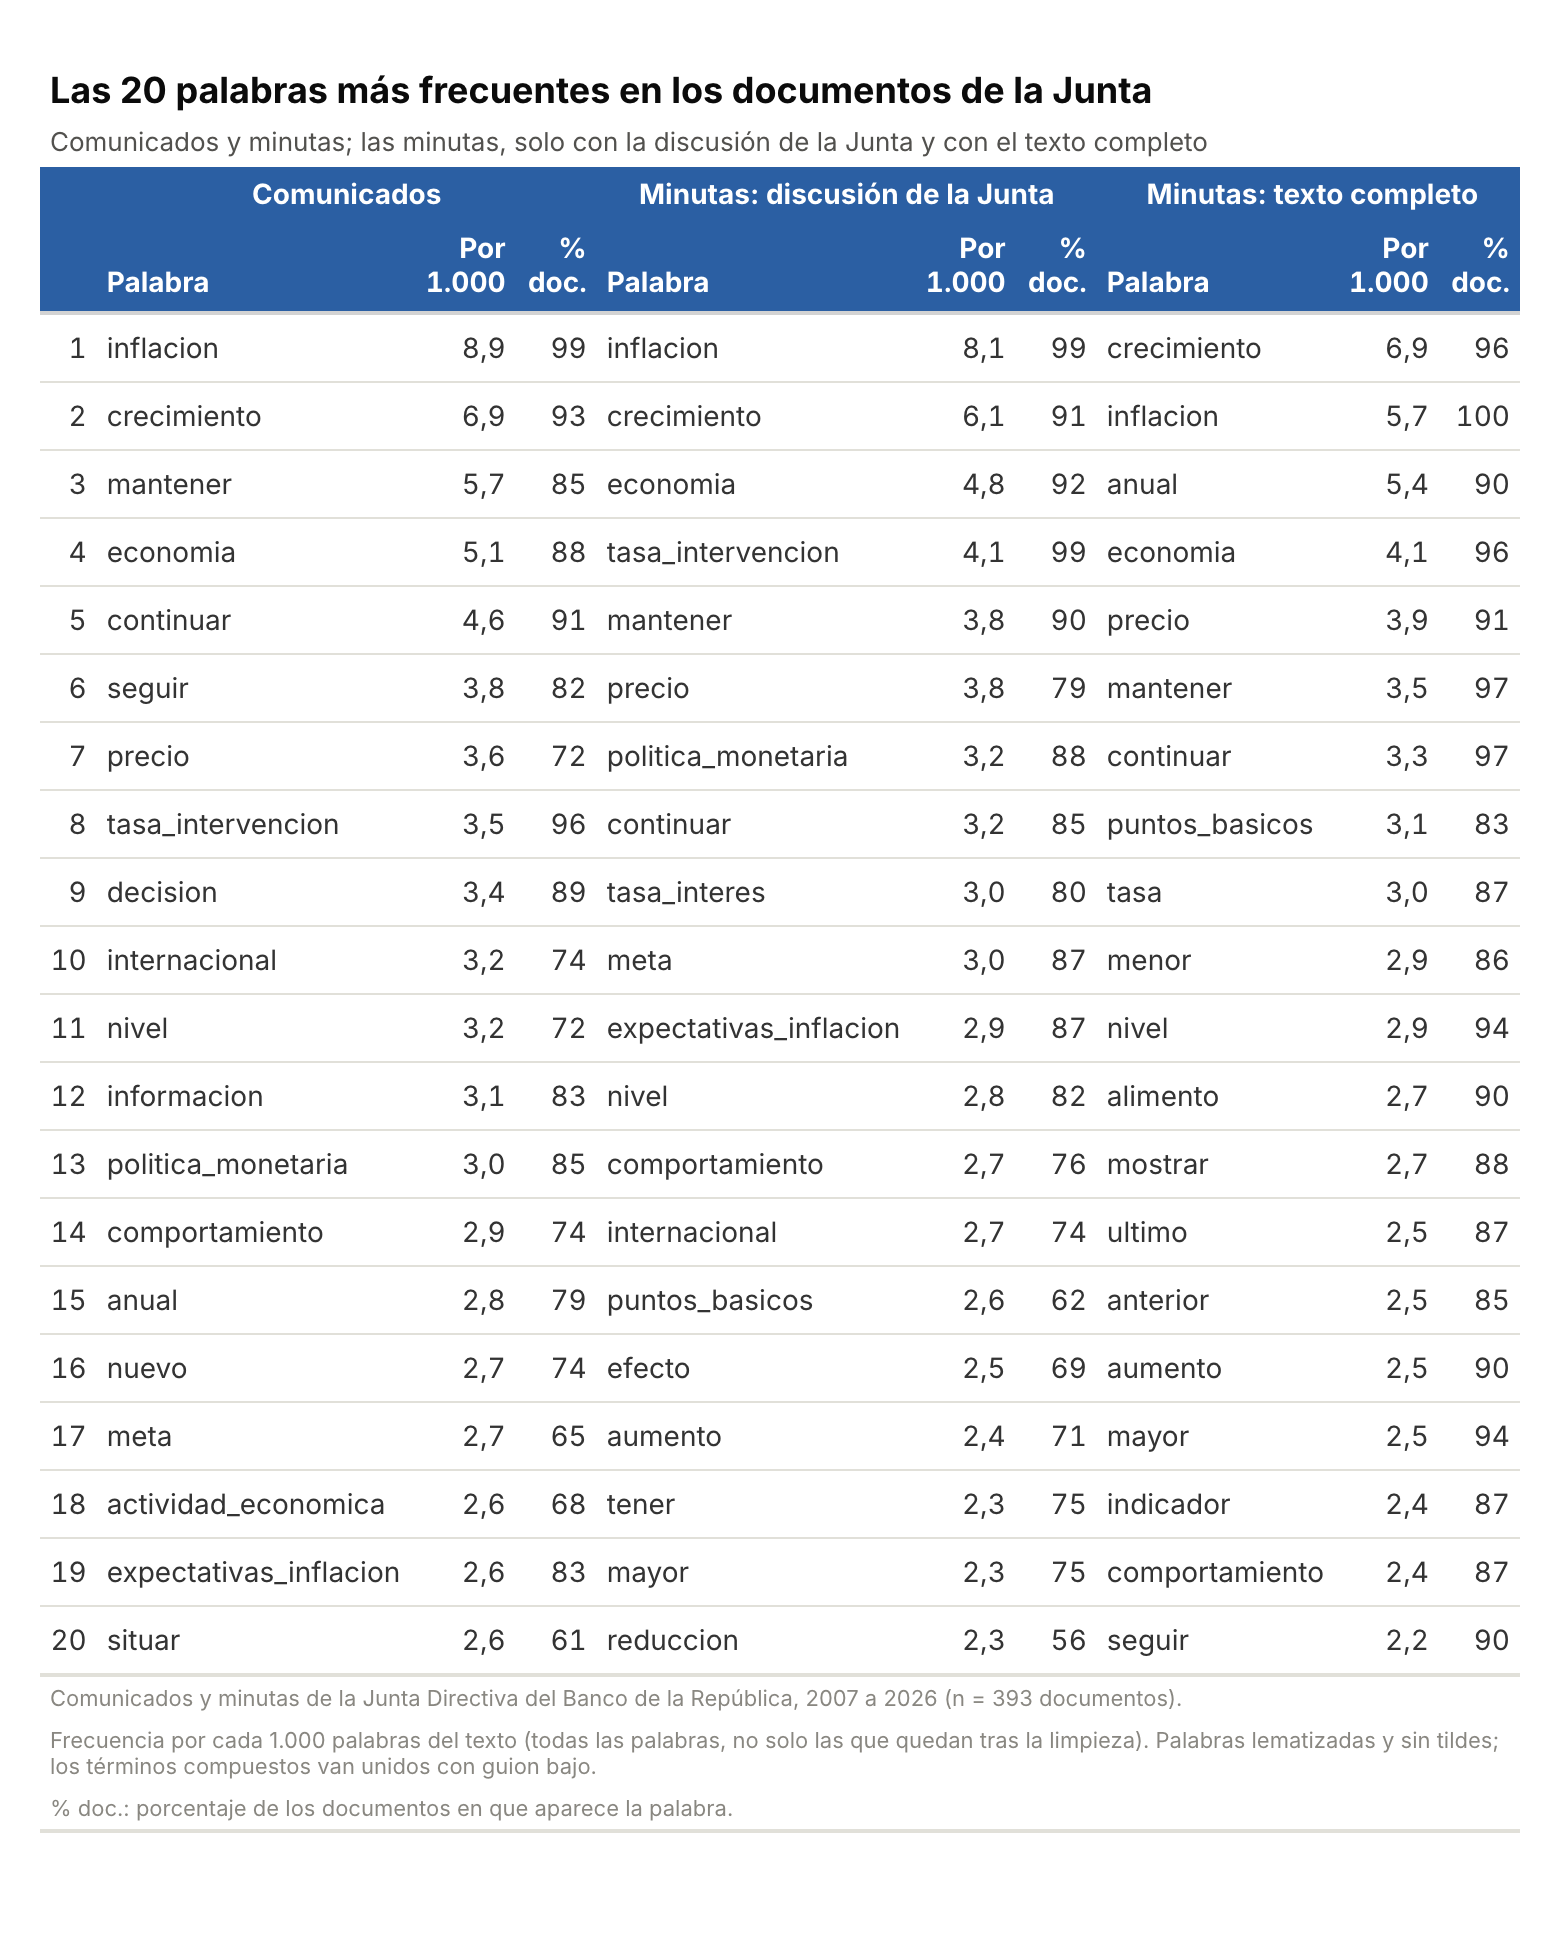 Las 20 palabras más frecuentes en los documentos de la Junta
Comunicados y minutas; las minutas, solo con la discusión de la Junta y con el texto completo
Comunicados Minutas: discusión de la Junta Minutas: texto completo
Palabra Por 1.000 % doc. Palabra Por 1.000 % doc. Palabra Por 1.000 % doc.
1 inflacion 8,9 99 inflacion 8,1 99 crecimiento 6,9 96
2 crecimiento 6,9 93 crecimiento 6,1 91 inflacion 5,7 100
3 mantener 5,7 85 economia 4,8 92 anual 5,4 90
4 economia 5,1 88 tasa_intervencion 4,1 99 economia 4,1 96
5 continuar 4,6 91 mantener 3,8 90 precio 3,9 91
6 seguir 3,8 82 precio 3,8 79 mantener 3,5 97
7 precio 3,6 72 politica_monetaria 3,2 88 continuar 3,3 97
8 tasa_intervencion 3,5 96 continuar 3,2 85 puntos_basicos 3,1 83
9 decision 3,4 89 tasa_interes 3,0 80 tasa 3,0 87
10 internacional 3,2 74 meta 3,0 87 menor 2,9 86
11 nivel 3,2 72 expectativas_inflacion 2,9 87 nivel 2,9 94
12 informacion 3,1 83 nivel 2,8 82 alimento 2,7 90
13 politica_monetaria 3,0 85 comportamiento 2,7 76 mostrar 2,7 88
14 comportamiento 2,9 74 internacional 2,7 74 ultimo 2,5 87
15 anual 2,8 79 puntos_basicos 2,6 62 anterior 2,5 85
16 nuevo 2,7 74 efecto 2,5 69 aumento 2,5 90
17 meta 2,7 65 aumento 2,4 71 mayor 2,5 94
18 actividad_economica 2,6 68 tener 2,3 75 indicador 2,4 87
19 expectativas_inflacion 2,6 83 mayor 2,3 75 comportamiento 2,4 87
20 situar 2,6 61 reduccion 2,3 56 seguir 2,2 90
Comunicados y minutas de la Junta Directiva del Banco de la República, 2007 a 2026 (n = 393 documentos).
Frecuencia por cada 1.000 palabras del texto (todas las palabras, no solo las que quedan tras la limpieza). Palabras lematizadas y sin tildes;
los términos compuestos van unidos con guion bajo.
% doc.: porcentaje de los documentos en que aparece la palabra.